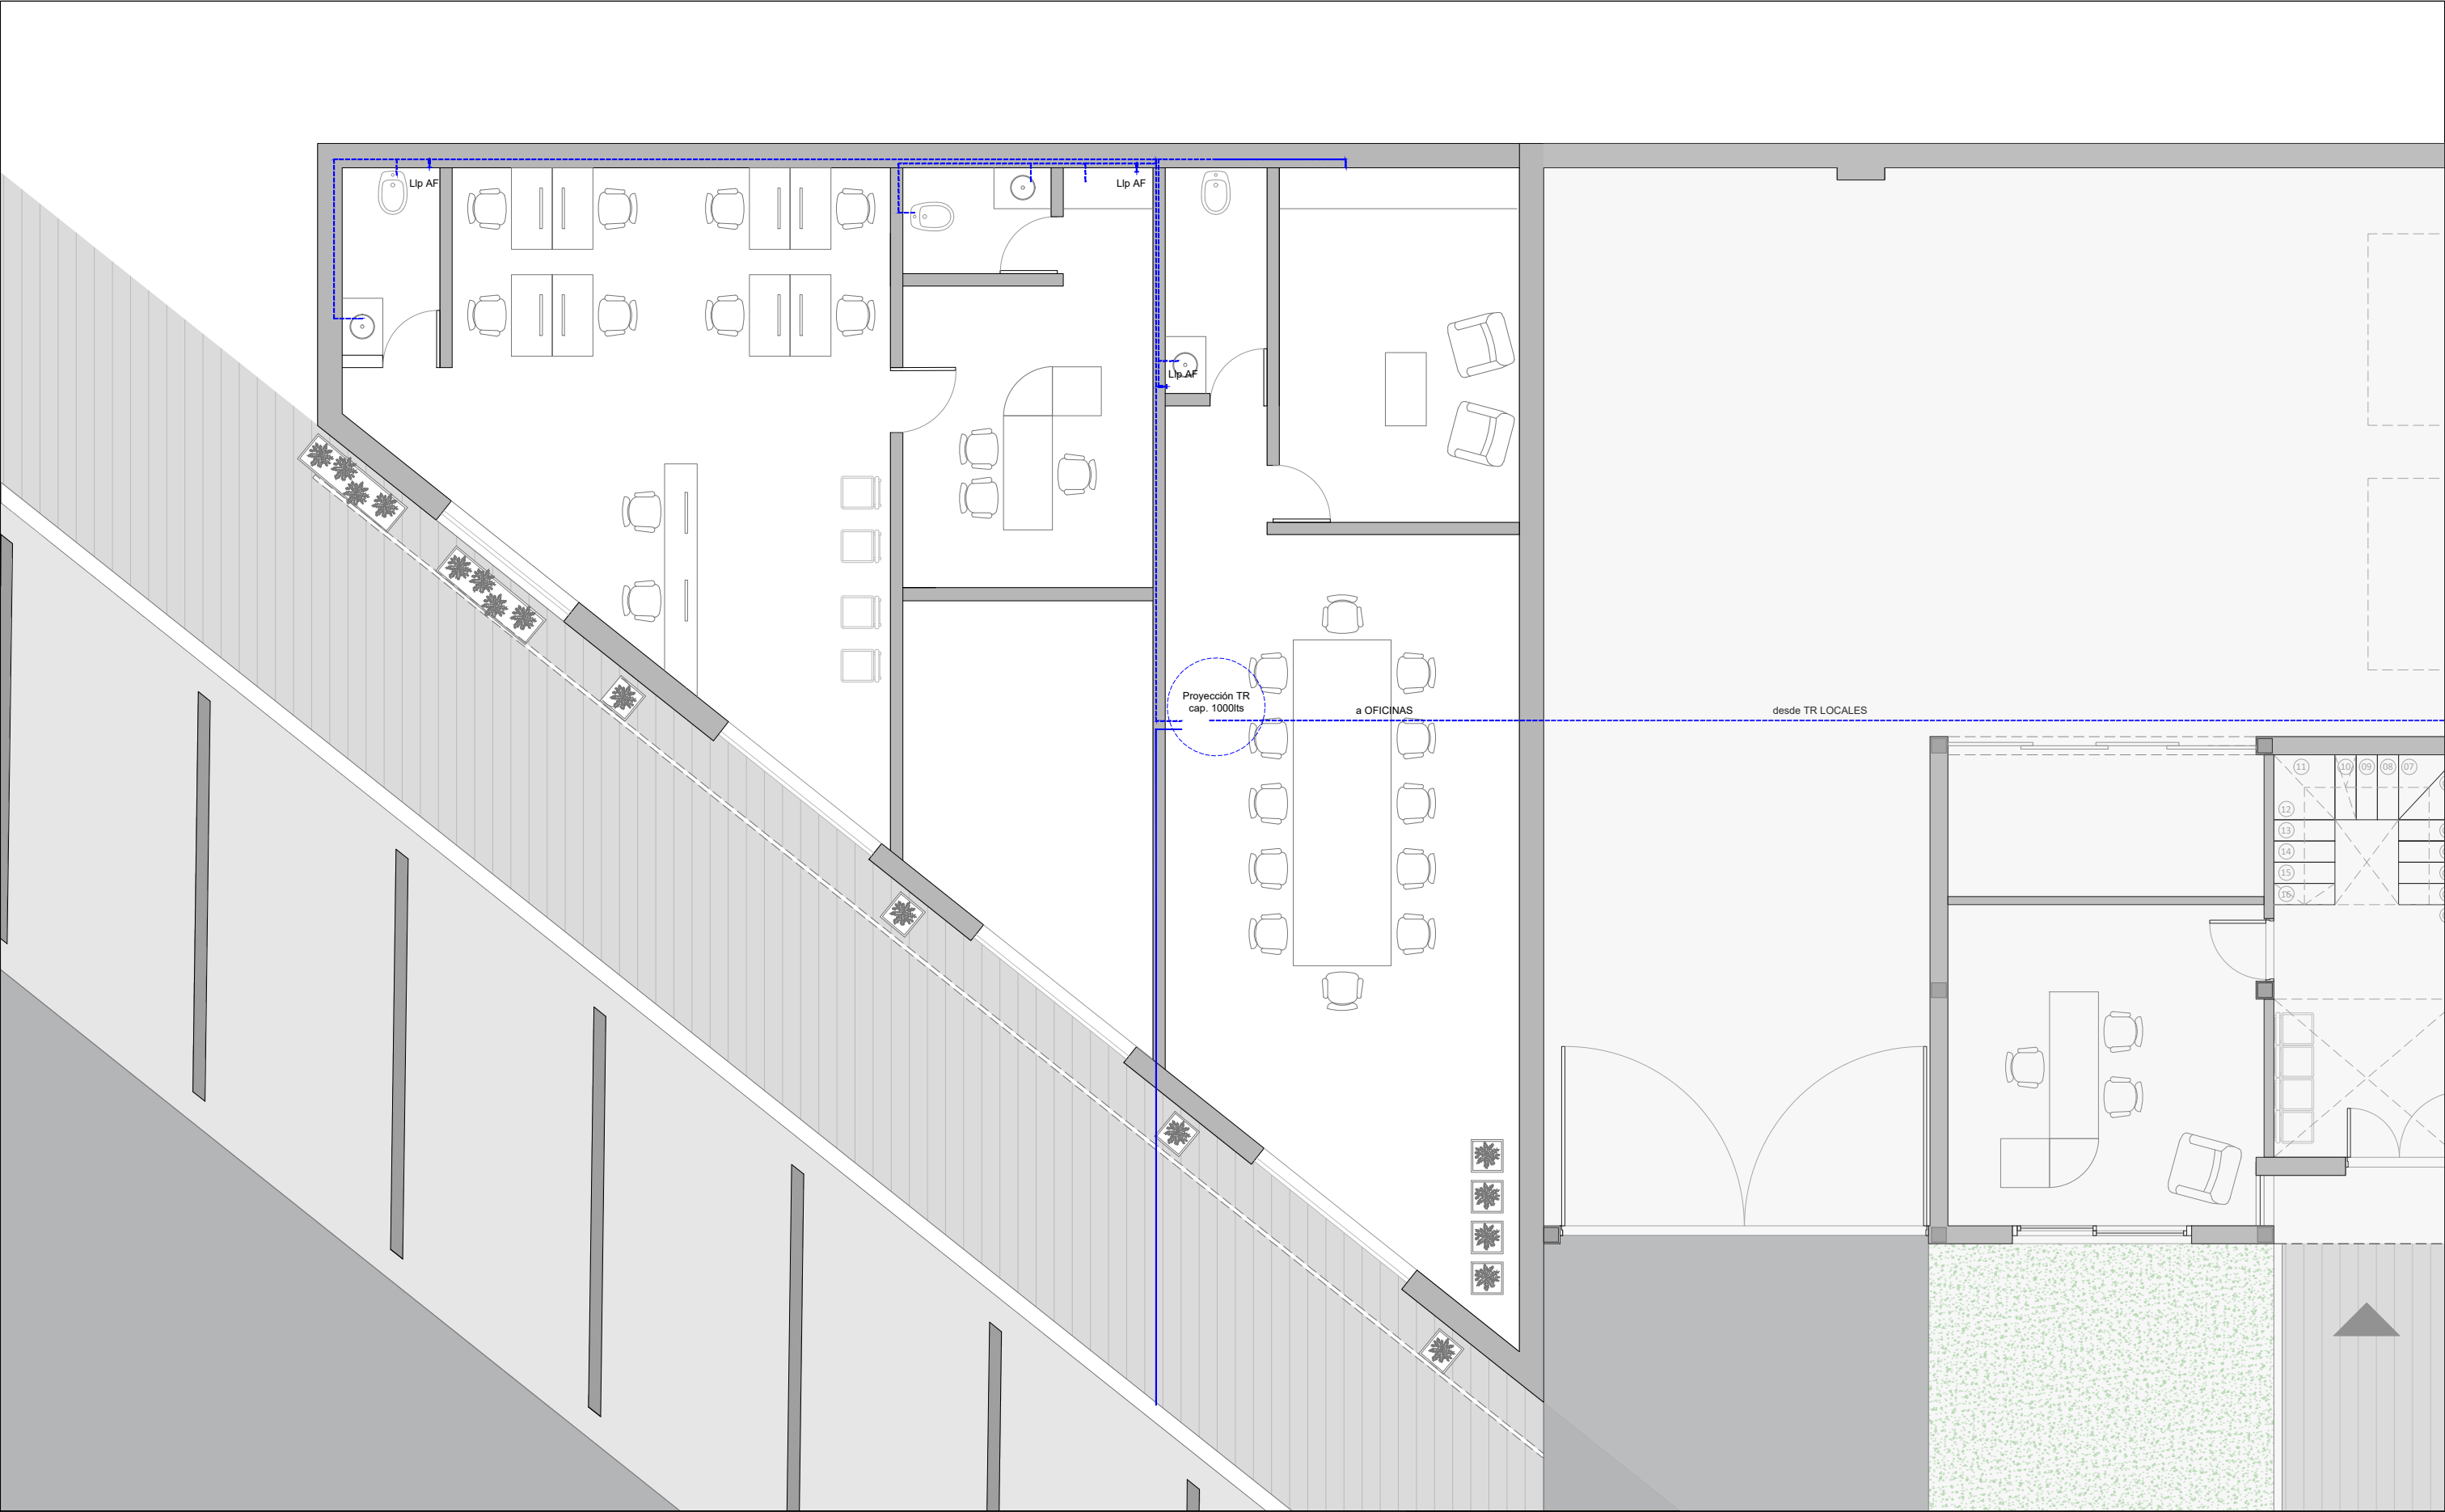 Llp AF
Llp AF
Llp AF
Proyección TR
cap. 1000lts
a OFICINAS
desde TR LOCALES
11
10
09
08
07
12
13
14
15
16